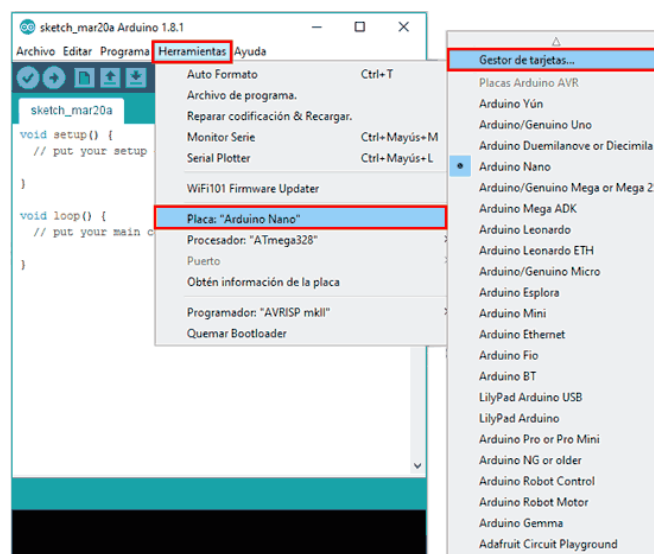 sketch_mar20a Arduino 1.8.1
Archivo Editar Programa Herramientas Ayuda
sketch_mar20a
void setup() {
// put your setup
}
void loop() {
// put your main c
}
Auto Formato Ctrl+T
Archivo de programa.
Reparar codificación & Recargar.
Monitor Serie Ctrl+Mayús+M
Serial Plotter Ctrl+Mayús+L
WiFi101 Firmware Updater
Placa: "Arduino Nano"
Procesador: "ATmega328"
Puerto
Obtén información de la placa
Programador: "AVRISP mkII"
Quemar Bootloader
Gestor de tarjetas...
Placas Arduino AVR
Arduino Yún
Arduino/Genuino Uno
Arduino Duemilanove or Diecimila
Arduino Nano
Arduino/Genuino Mega or Mega 2
Arduino Mega ADK
Arduino Leonardo
Arduino Leonardo ETH
Arduino/Genuino Micro
Arduino Esplora
Arduino Mini
Arduino Ethernet
Arduino Fio
Arduino BT
LilyPad Arduino USB
LilyPad Arduino
Arduino Pro or Pro Mini
Arduino NG or older
Arduino Robot Control
Arduino Robot Motor
Arduino Gemma
Adafruit Circuit Playground